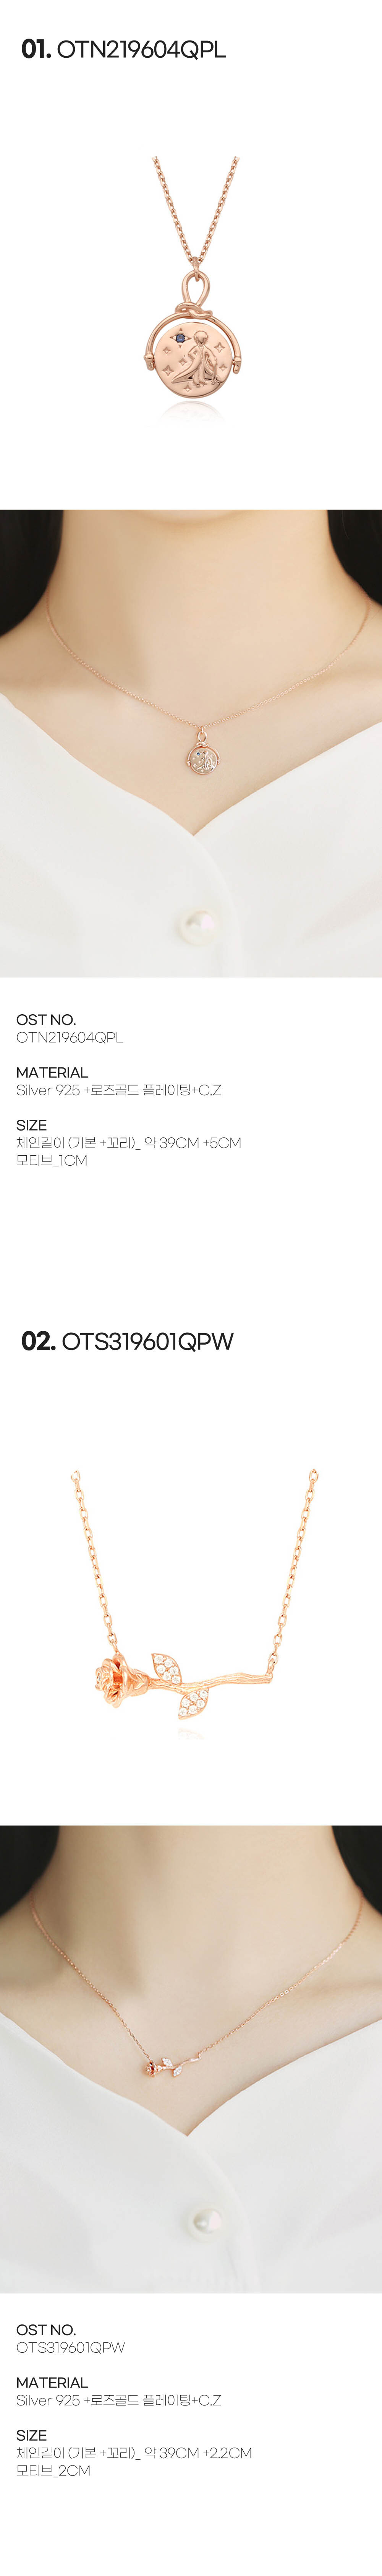 01. OTN219604QPL
OST NO.
OTN219604QPL
MATERIAL
Silver 925 +로즈골드 플레이팅+C.Z
SIZE
체인길이 (기본 +꼬리)_ 약 39CM +5CM
모티브_1CM
02. OTS319601QPW
OST NO.
OTS319601QPW
MATERIAL
Silver 925 +로즈골드 플레이팅+C.Z
SIZE
체인길이 (기본 +꼬리)_ 약 39CM +2.2CM
모티브_2CM